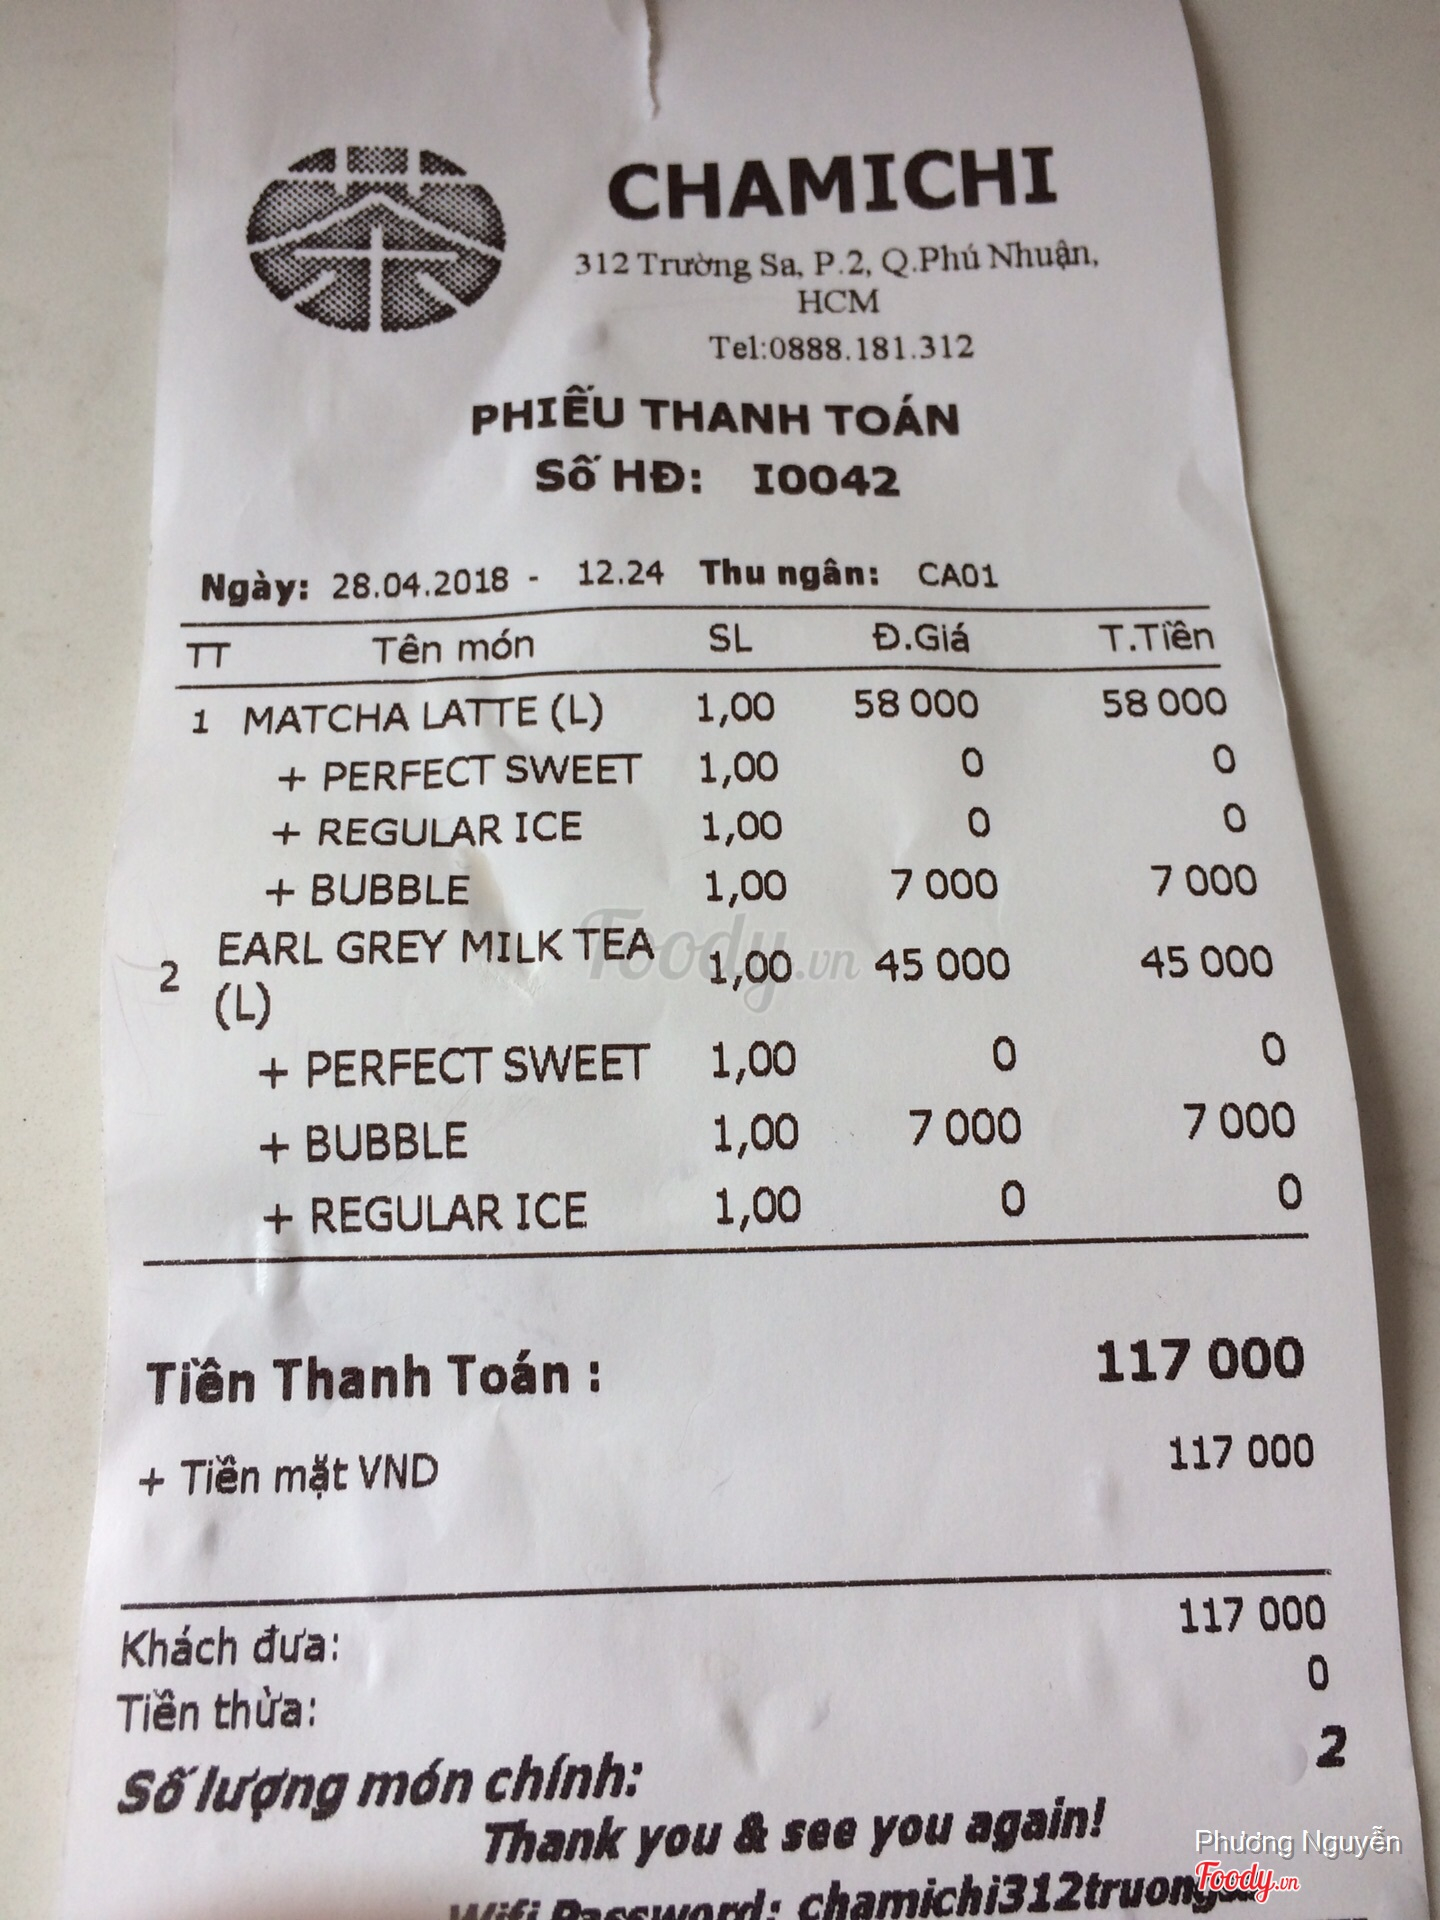 CHAMICHI
312 Trường Sa, P.2, Q.Phú Nhuận,
HCM
Tel:0888.181.312
PHIẾU THANH TOÁN
Số HĐ: I0042
Ngày: 28.04.2018 - 12.24 Thu ngân: CA01
TT Tên món SL Đ.Giá T.Tiền
1 MATCHA LATTE (L) 1,00 58 000 58 000
+ PERFECT SWEET 1,00 0 0
+ REGULAR ICE 1,00 0 0
+ BUBBLE 1,00 7 000 7 000
2 EARL GREY MILK TEA (L) 1,00 45 000 45 000
+ PERFECT SWEET 1,00 0 0
+ BUBBLE 1,00 7 000 7 000
+ REGULAR ICE 1,00 0 0
Foody.vn
Tiền Thanh Toán : 117 000
+ Tiền mặt VND 117 000
Khách đưa: 117 000
Tiền thừa: 0
Số lượng món chính: 2
Thank you & see you again!
Wifi Password: chamichi312truong
Phương Nguyễn
Foody.vn